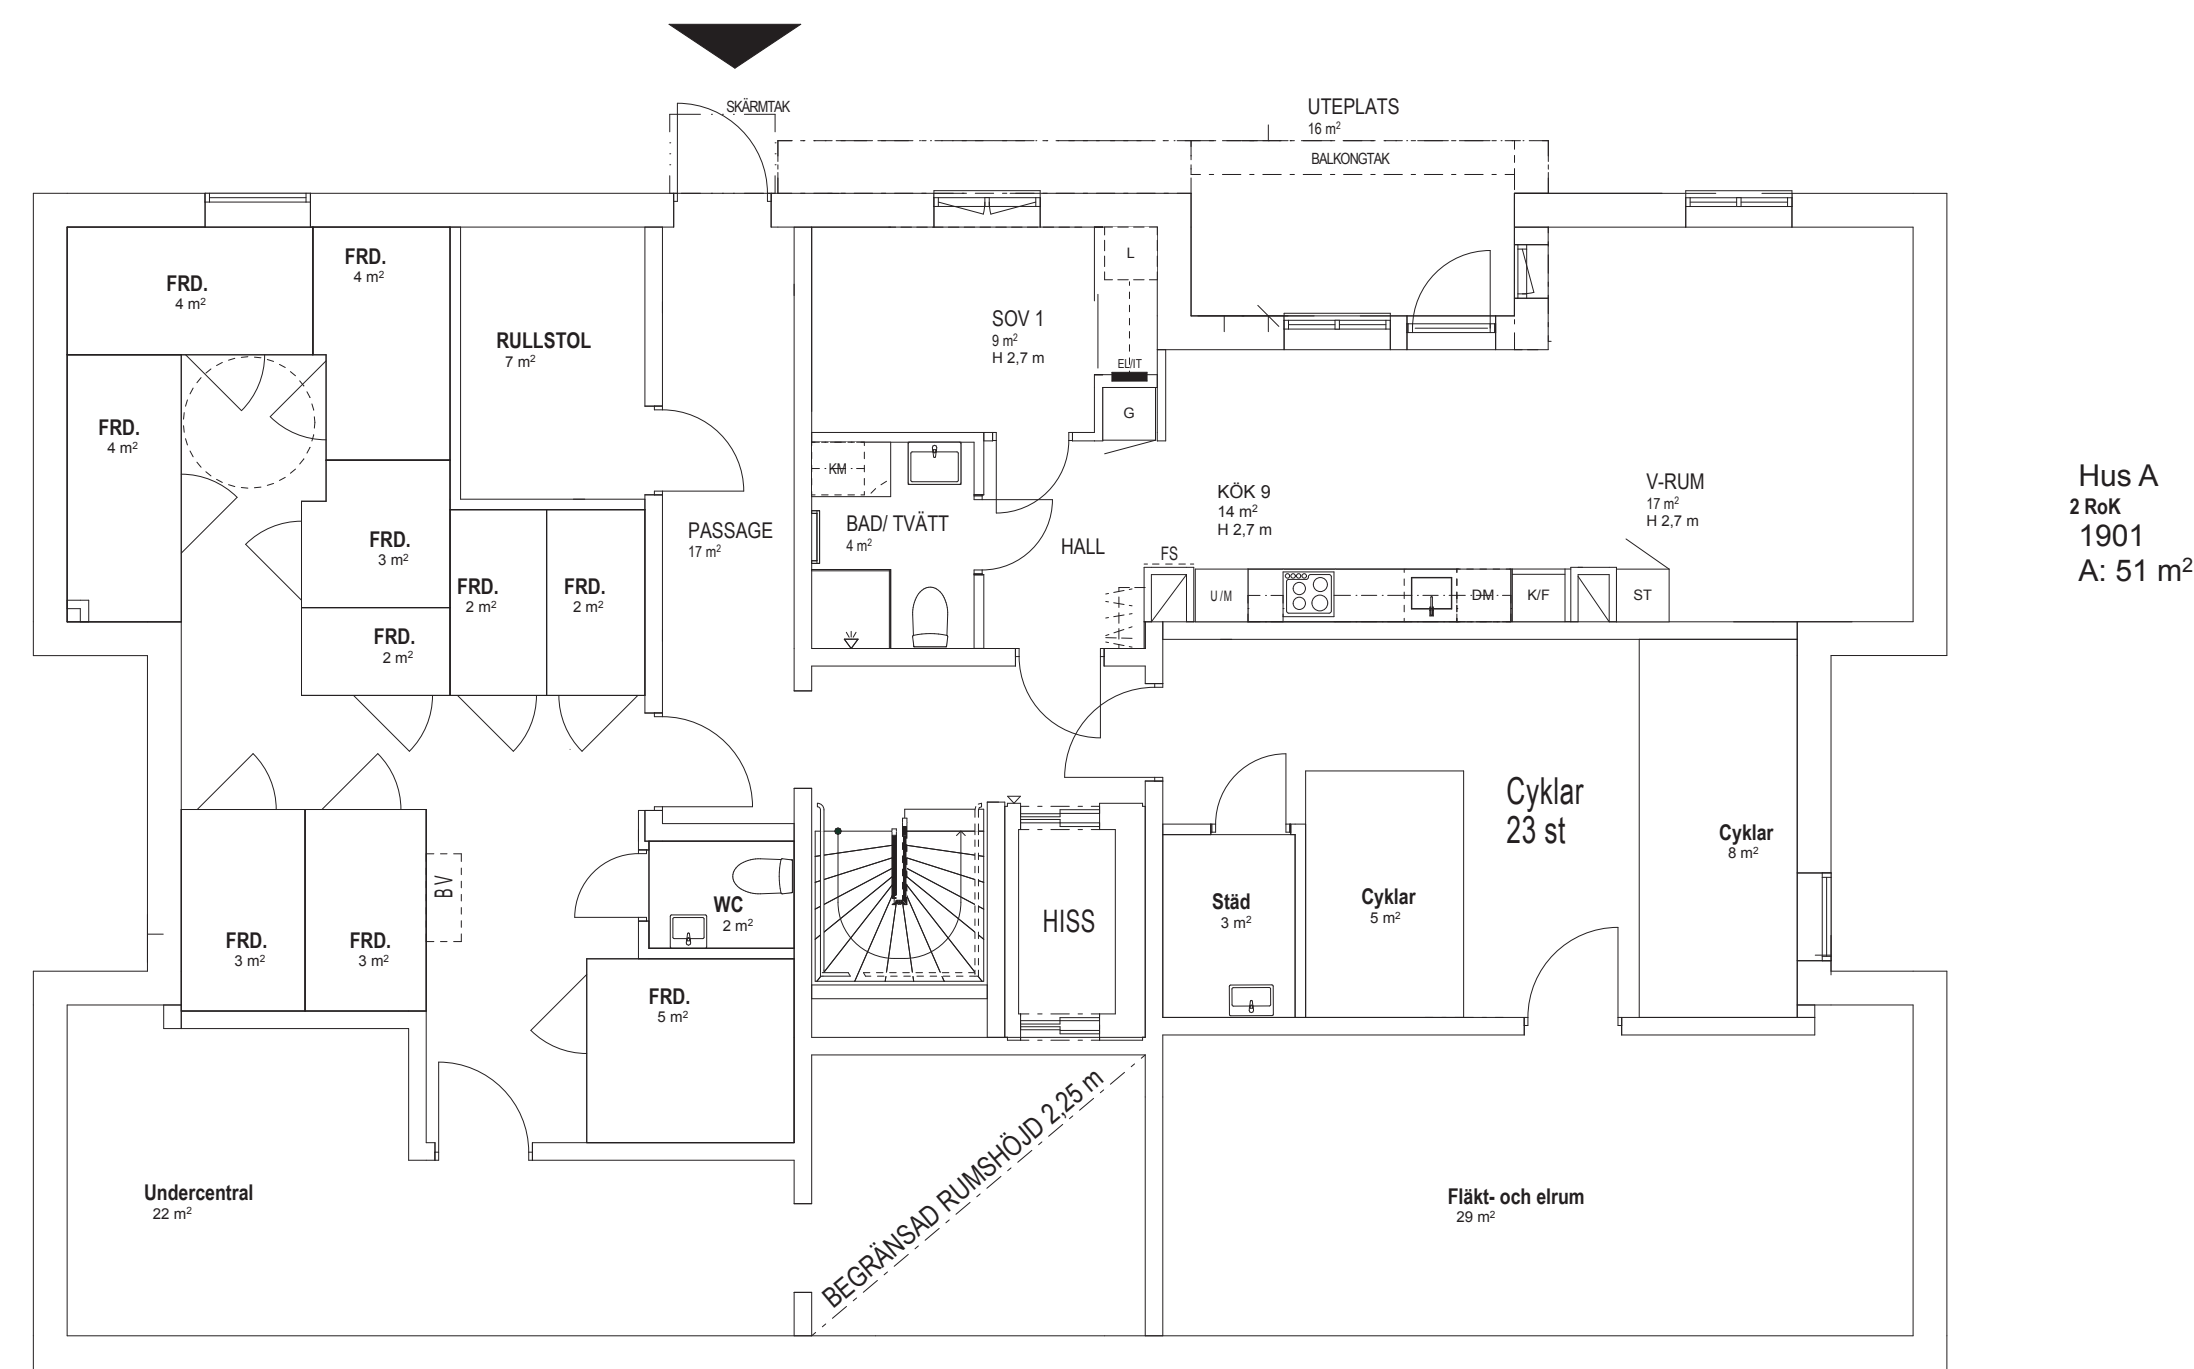 SKÄRMTAK
UTEPLATS
16 m²
BALKONGTAK
FRD.
4 m²
FRD.
4 m²
RULLSTOL
7 m²
SOV 1
9 m²
H 2,7 m
L
EL/IT
G
FRD.
4 m²
KM
BAD/ TVÄTT
4 m²
PASSAGE
17 m²
HALL
KÖK 9
14 m²
H 2,7 m
V-RUM
17 m²
H 2,7 m
Hus A
2 RoK
1901
A: 51 m²
FRD.
3 m²
FRD.
2 m²
FRD.
2 m²
FRD.
2 m²
FS
U/M
DM
K/F
ST
Cyklar
23 st
Cyklar
8 m²
BV
WC
2 m²
HISS
Städ
3 m²
Cyklar
5 m²
FRD.
3 m²
FRD.
3 m²
FRD.
5 m²
BEGRÄNSAD RUMSHÖJD 2,25 m
Undercentral
22 m²
Fläkt- och elrum
29 m²